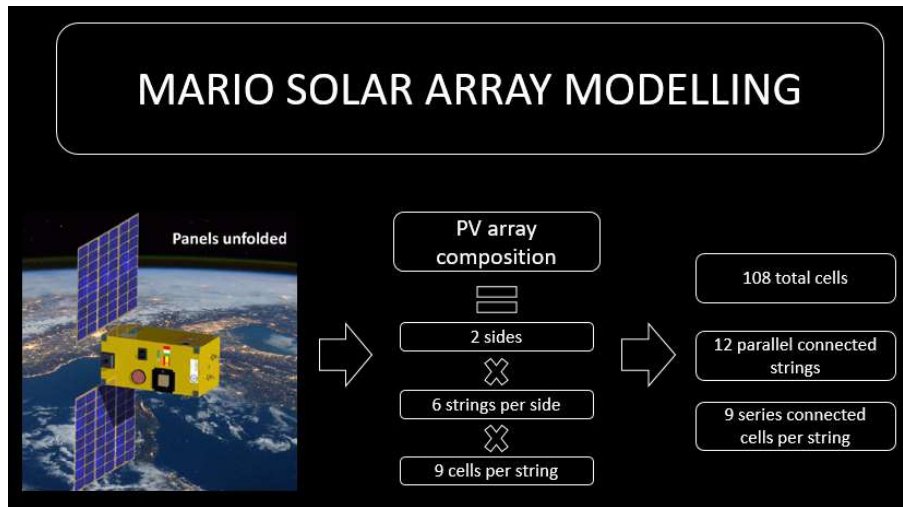 MARIO SOLAR ARRAY MODELLING
Panels unfolded
PV array
composition
2 sides
6 strings per side
9 cells per string
108 total cells
12 parallel connected
strings
9 series connected
cells per string